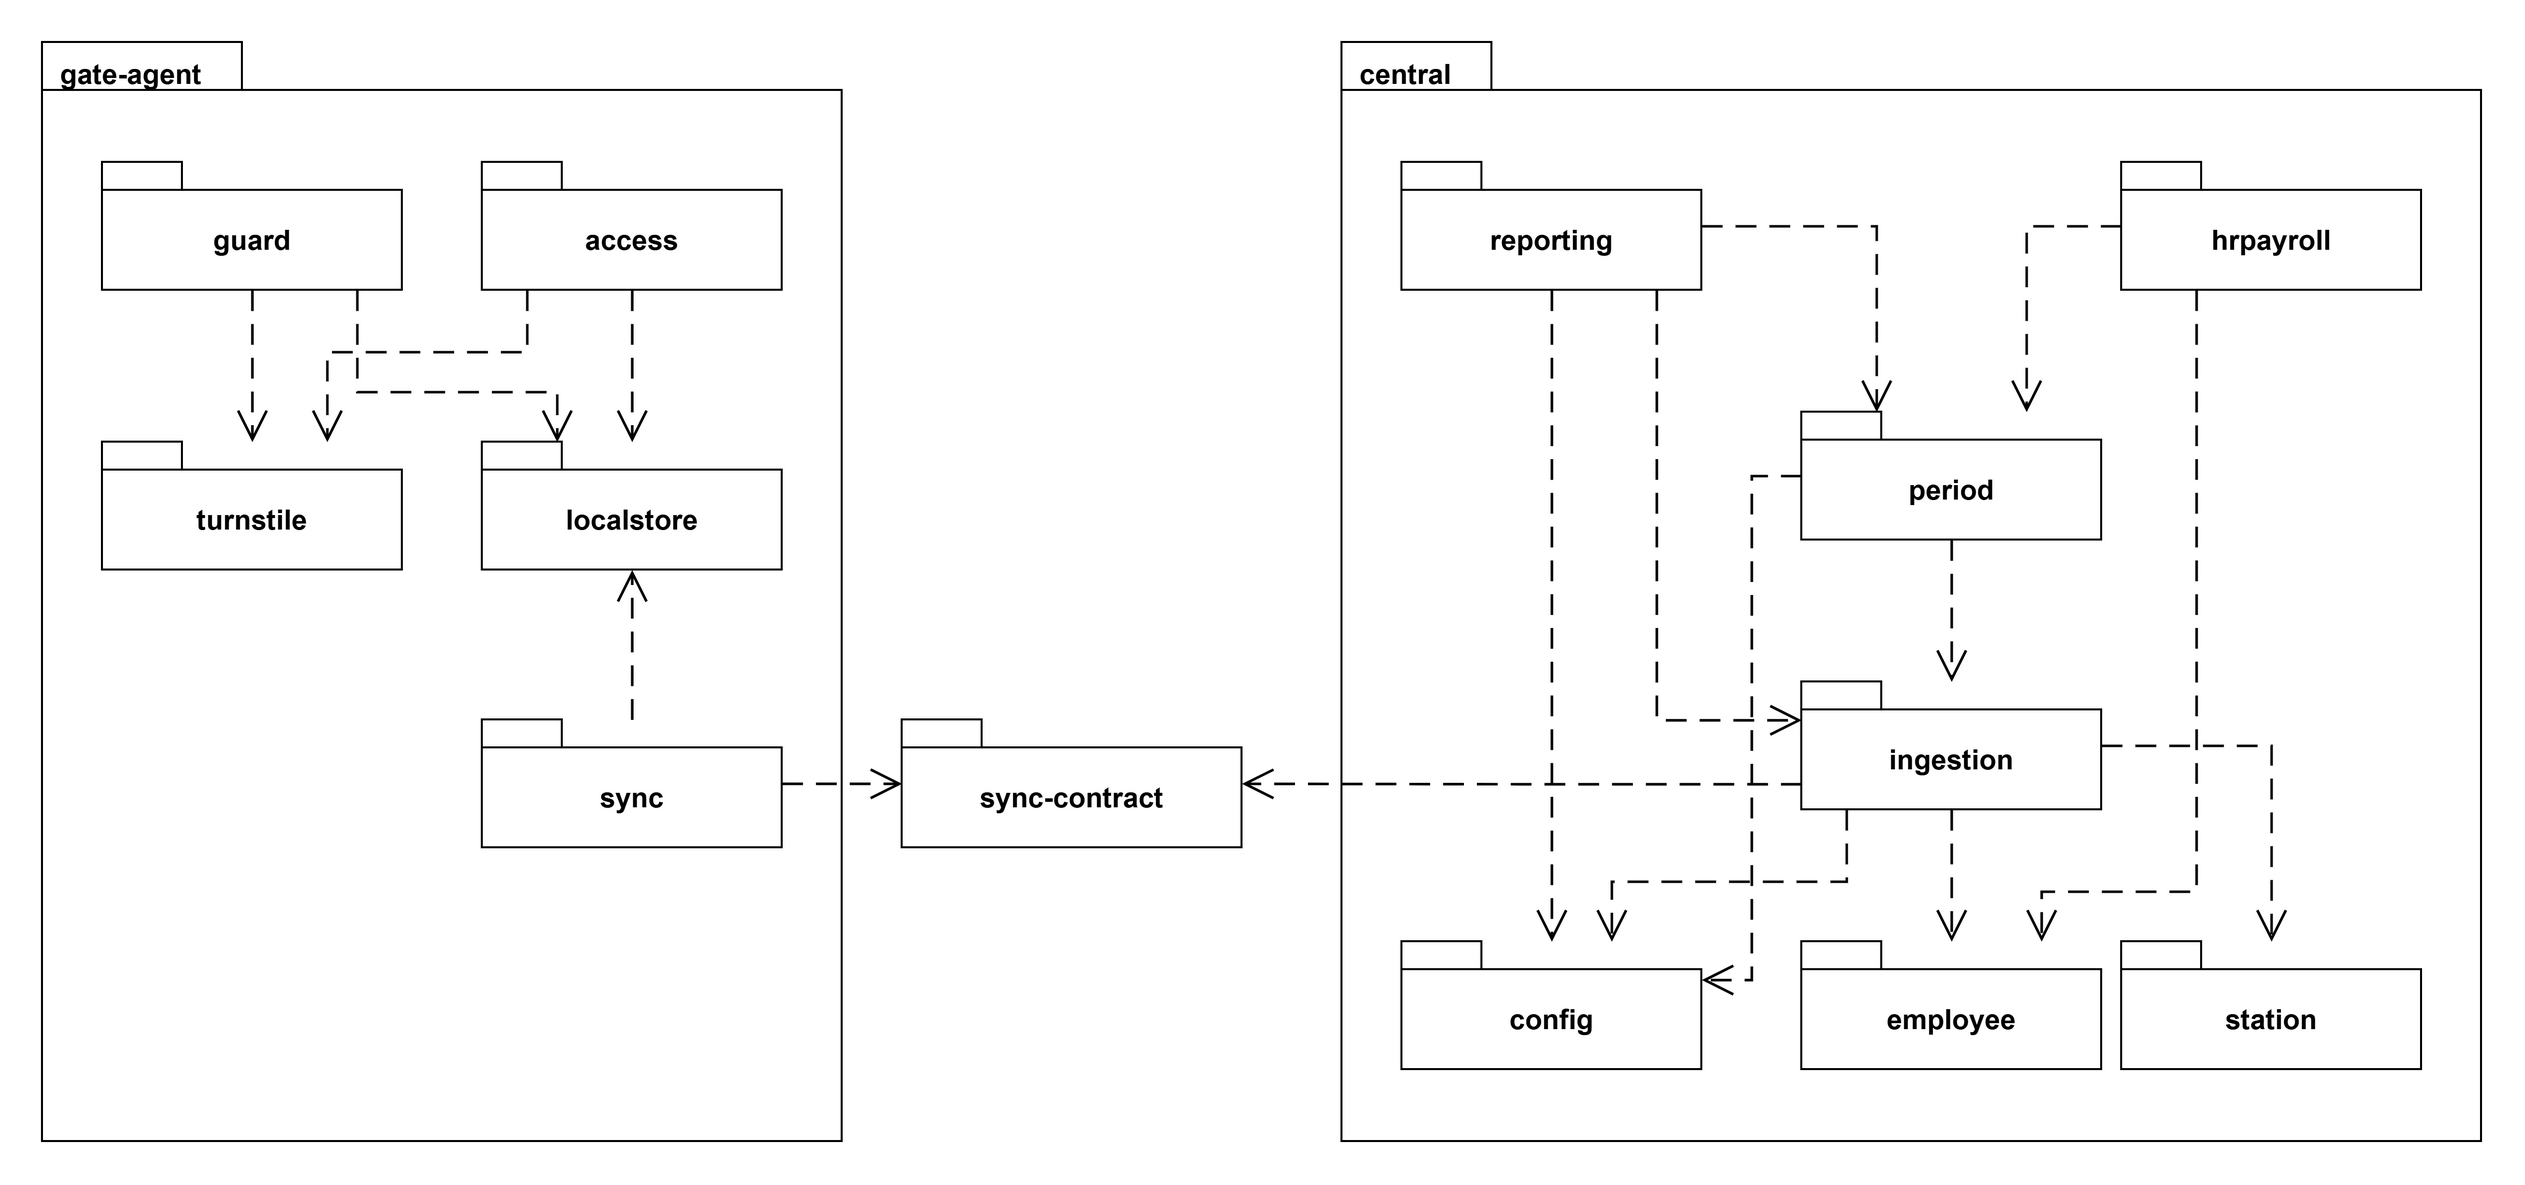 gate-agent
central
guard
access
reporting
hrpayroll
turnstile
localstore
period
sync
sync-contract
ingestion
config
employee
station